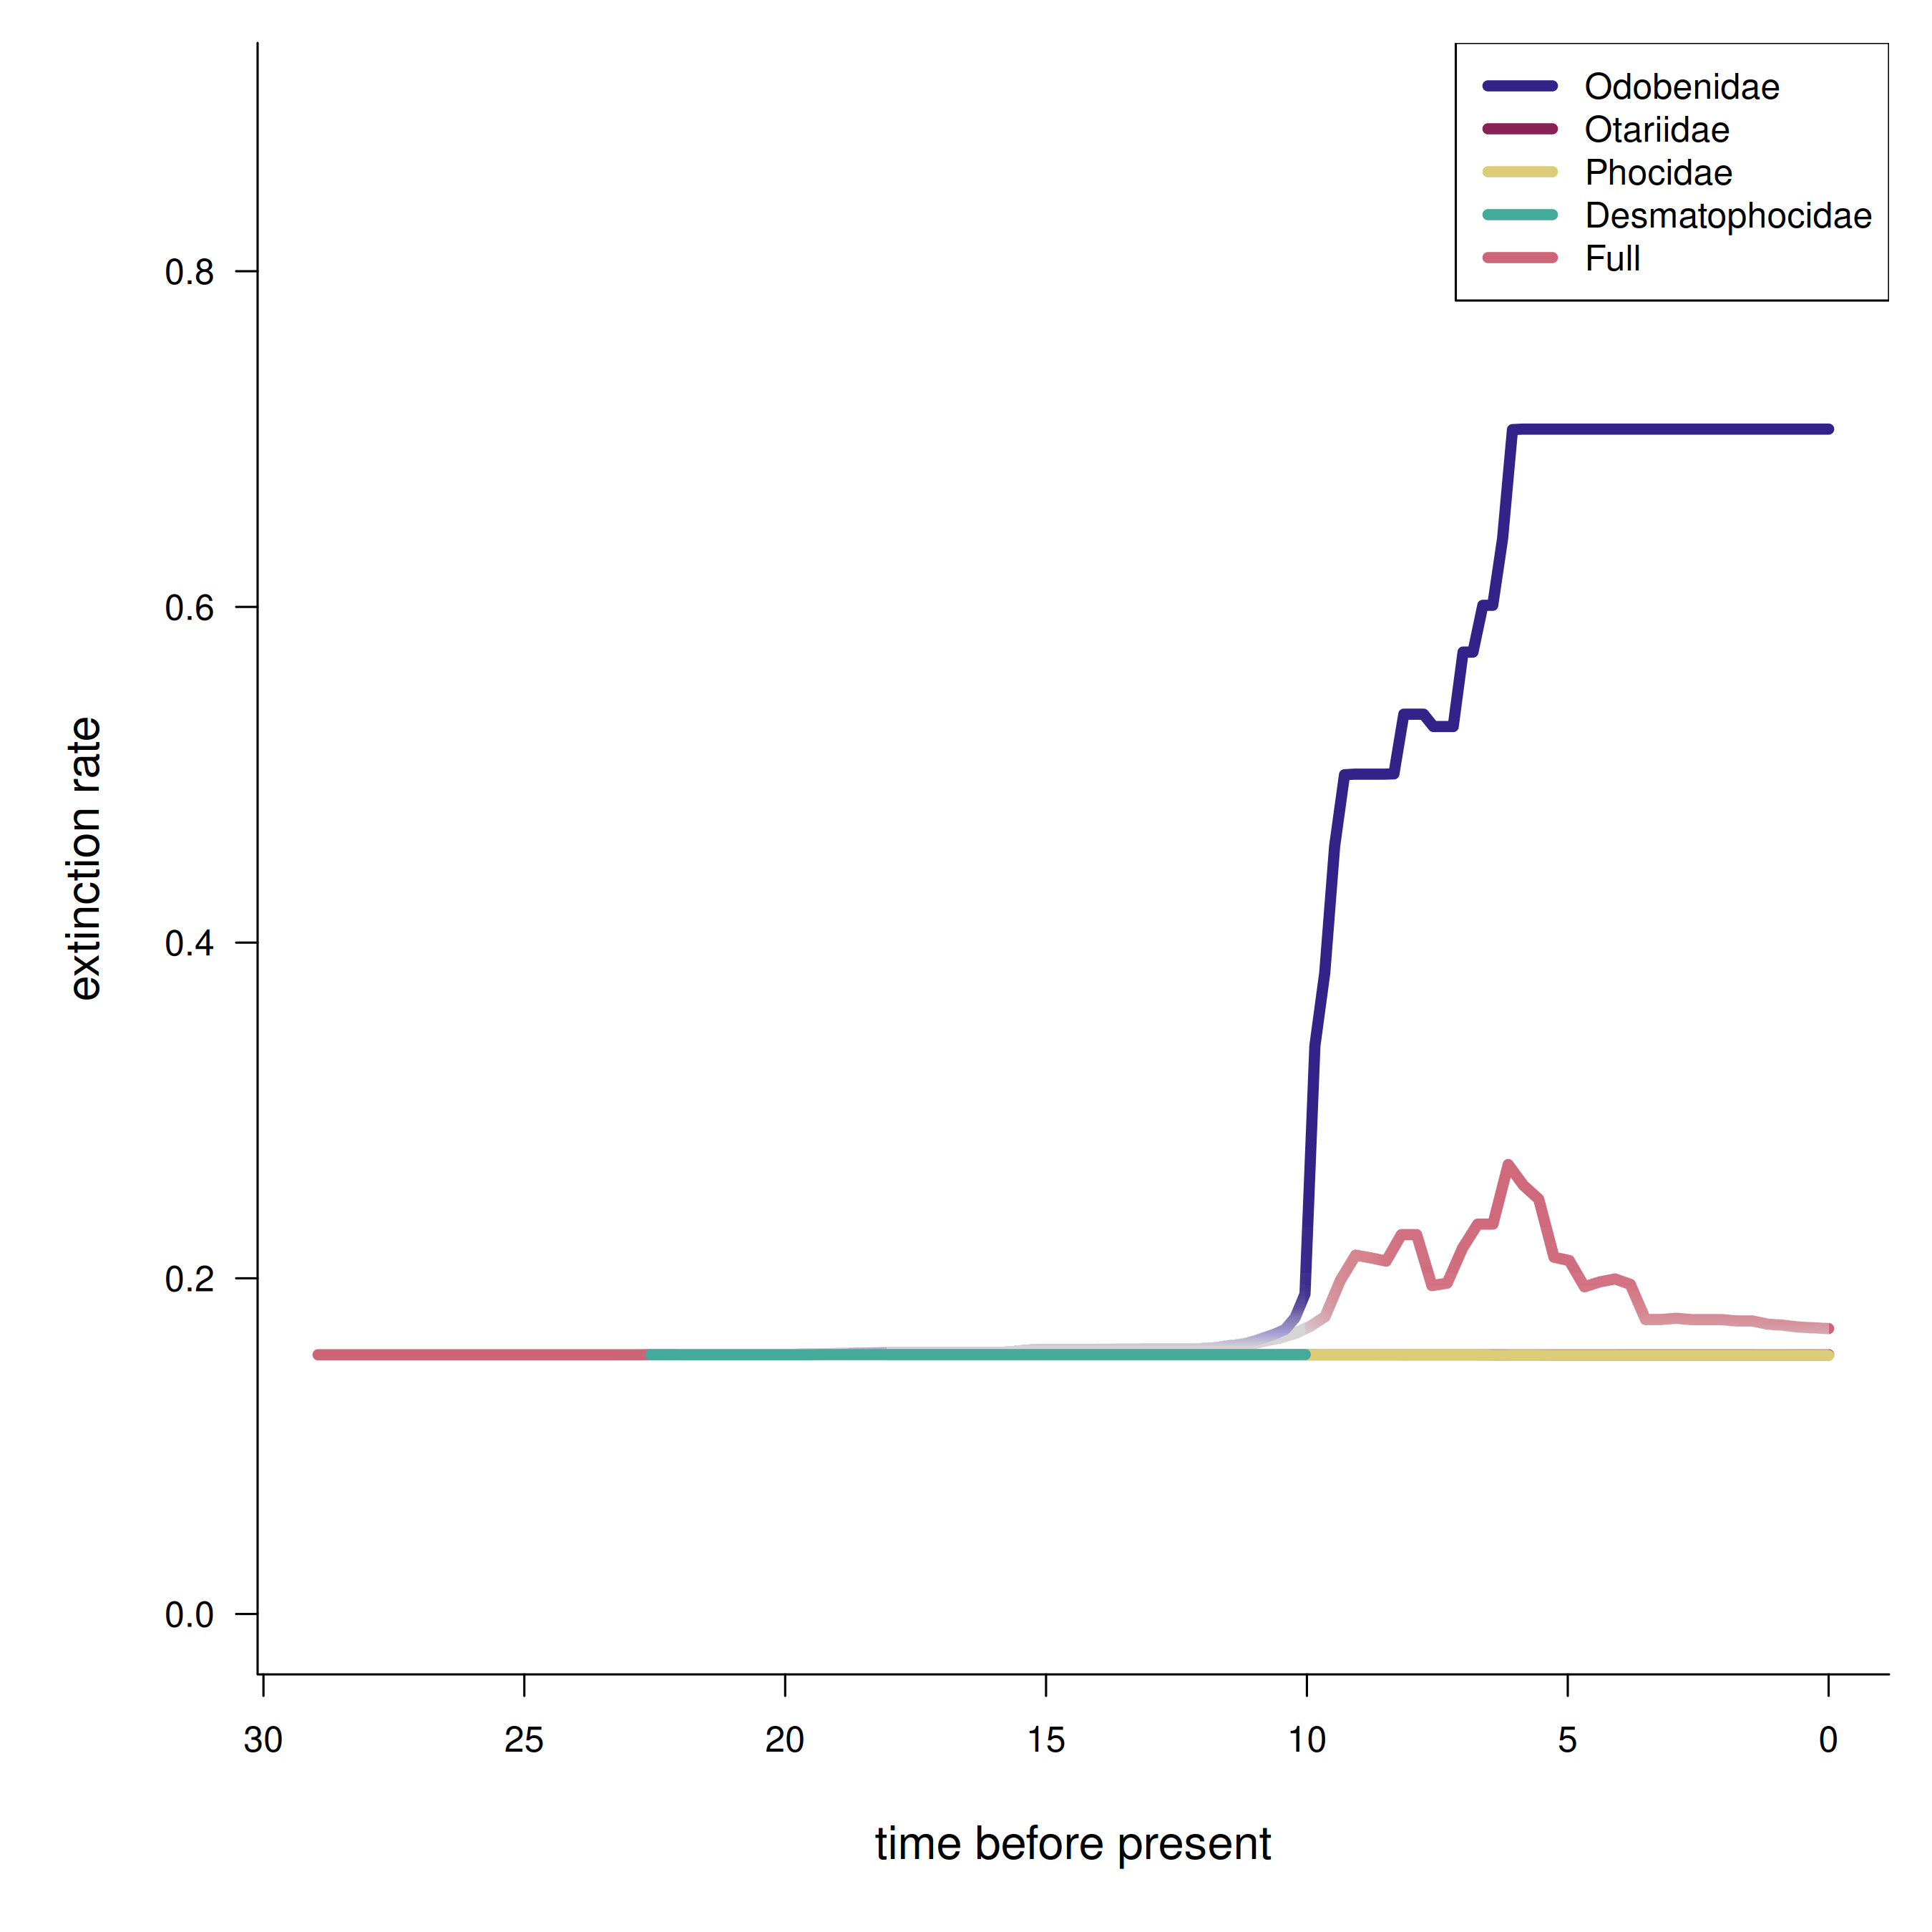 Odobenidae
Otariidae
Phocidae
Desmatophocidae
Full
0.8
0.6
0.4
0.2
0.0
extinction rate
30 25 20 15 10 5 0
time before present